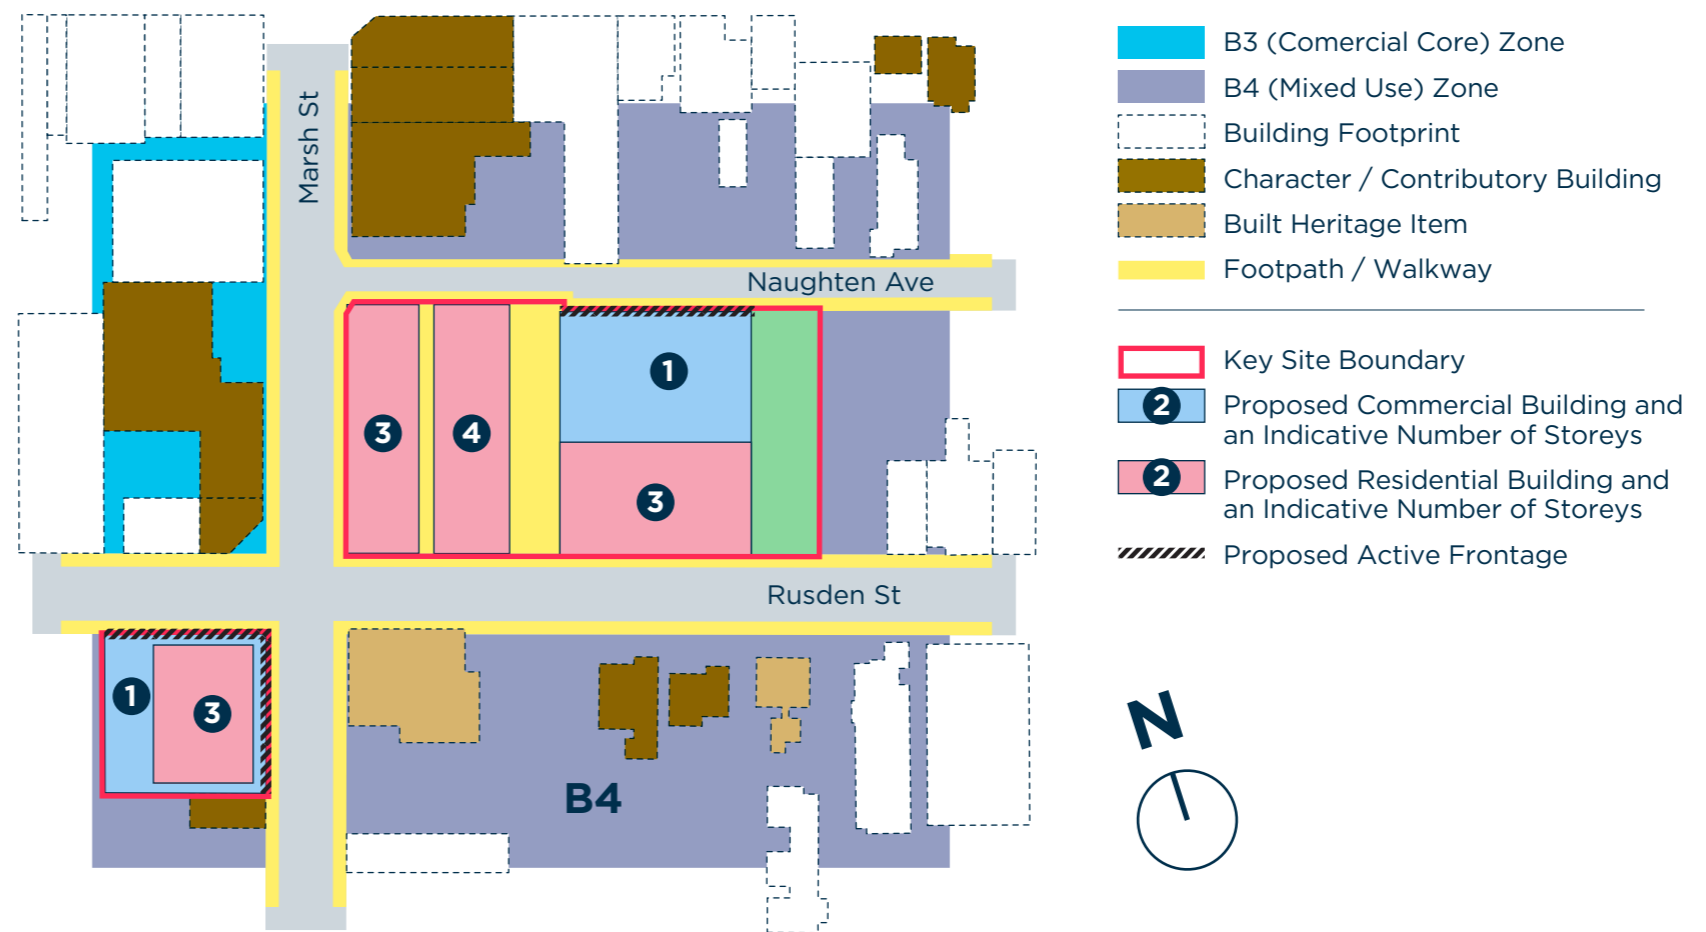 Marsh St
Naughten Ave
1
3
4
3
Rusden St
1
3
B4
B3 (Comercial Core) Zone
B4 (Mixed Use) Zone
Building Footprint
Character / Contributory Building
Built Heritage Item
Footpath / Walkway
Key Site Boundary
2
Proposed Commercial Building and
an Indicative Number of Storeys
2
Proposed Residential Building and
an Indicative Number of Storeys
Proposed Active Frontage
N